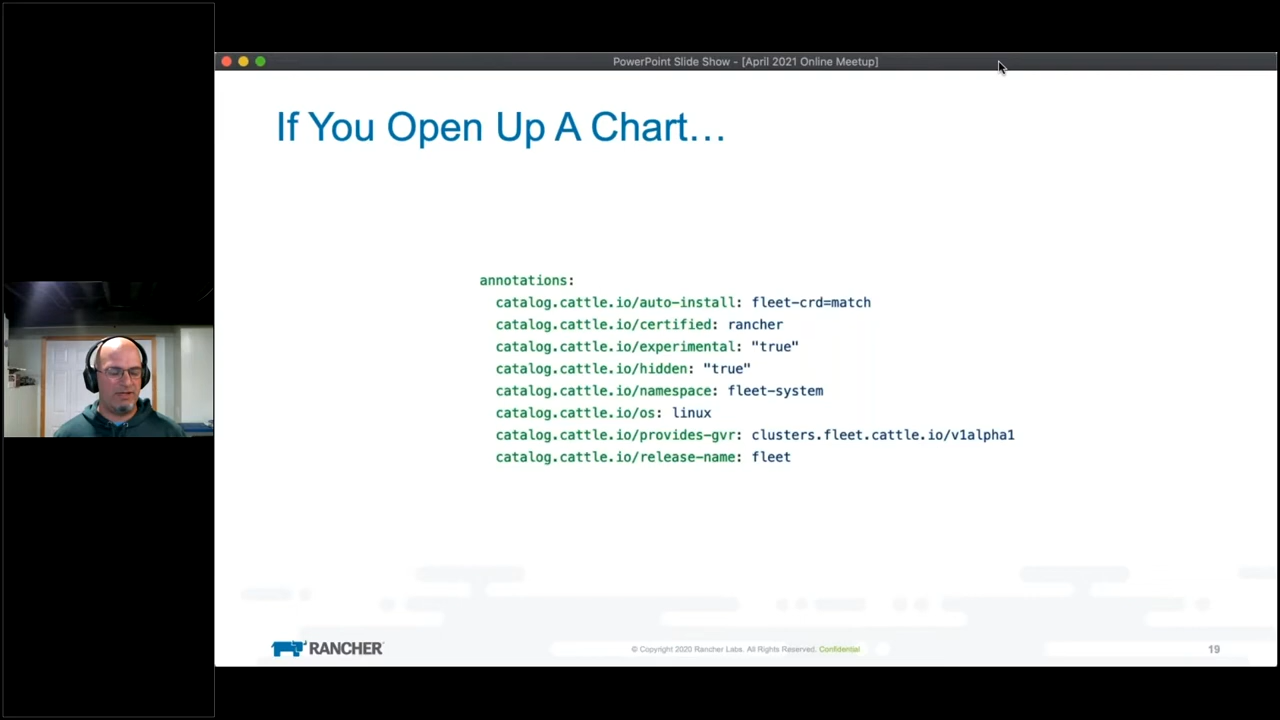 PowerPoint Slide Show - [April 2021 Online Meetup]
If You Open Up A Chart…
annotations:
catalog.cattle.io/auto-install: fleet-crd=match
catalog.cattle.io/certified: rancher
catalog.cattle.io/experimental: "true"
catalog.cattle.io/hidden: "true"
catalog.cattle.io/namespace: fleet-system
catalog.cattle.io/os: linux
catalog.cattle.io/provides-gvr: clusters.fleet.cattle.io/v1alpha1
catalog.cattle.io/release-name: fleet
RANCHER
© Copyright 2020 Rancher Labs. All Rights Reserved. Confidential
19